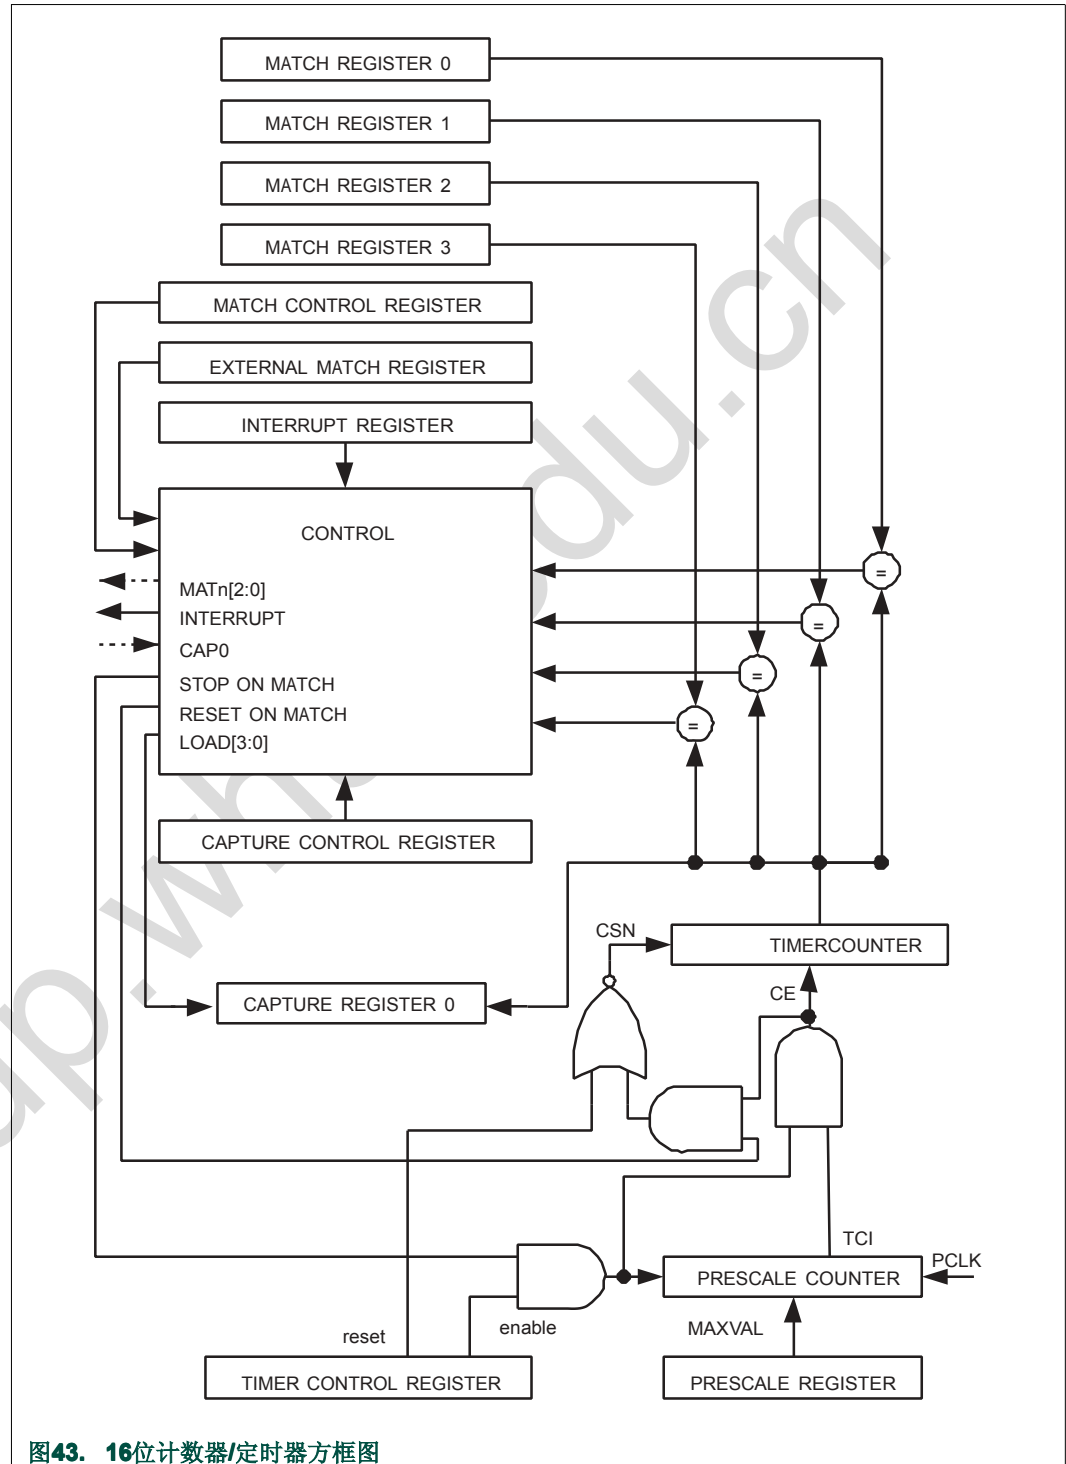 MATCH REGISTER 0
MATCH REGISTER 1
MATCH REGISTER 2
MATCH REGISTER 3
MATCH CONTROL REGISTER
EXTERNAL MATCH REGISTER
INTERRUPT REGISTER
CONTROL
=
=
=
=
MATn[2:0]
INTERRUPT
CAP0
STOP ON MATCH
RESET ON MATCH
LOAD[3:0]
CAPTURE CONTROL REGISTER
CSN
TIMERCOUNTER
CE
CAPTURE REGISTER 0
TCI
PCLK
PRESCALE COUNTER
reset
enable
MAXVAL
TIMER CONTROL REGISTER
PRESCALE REGISTER
图43. 16位计数器/定时器方框图